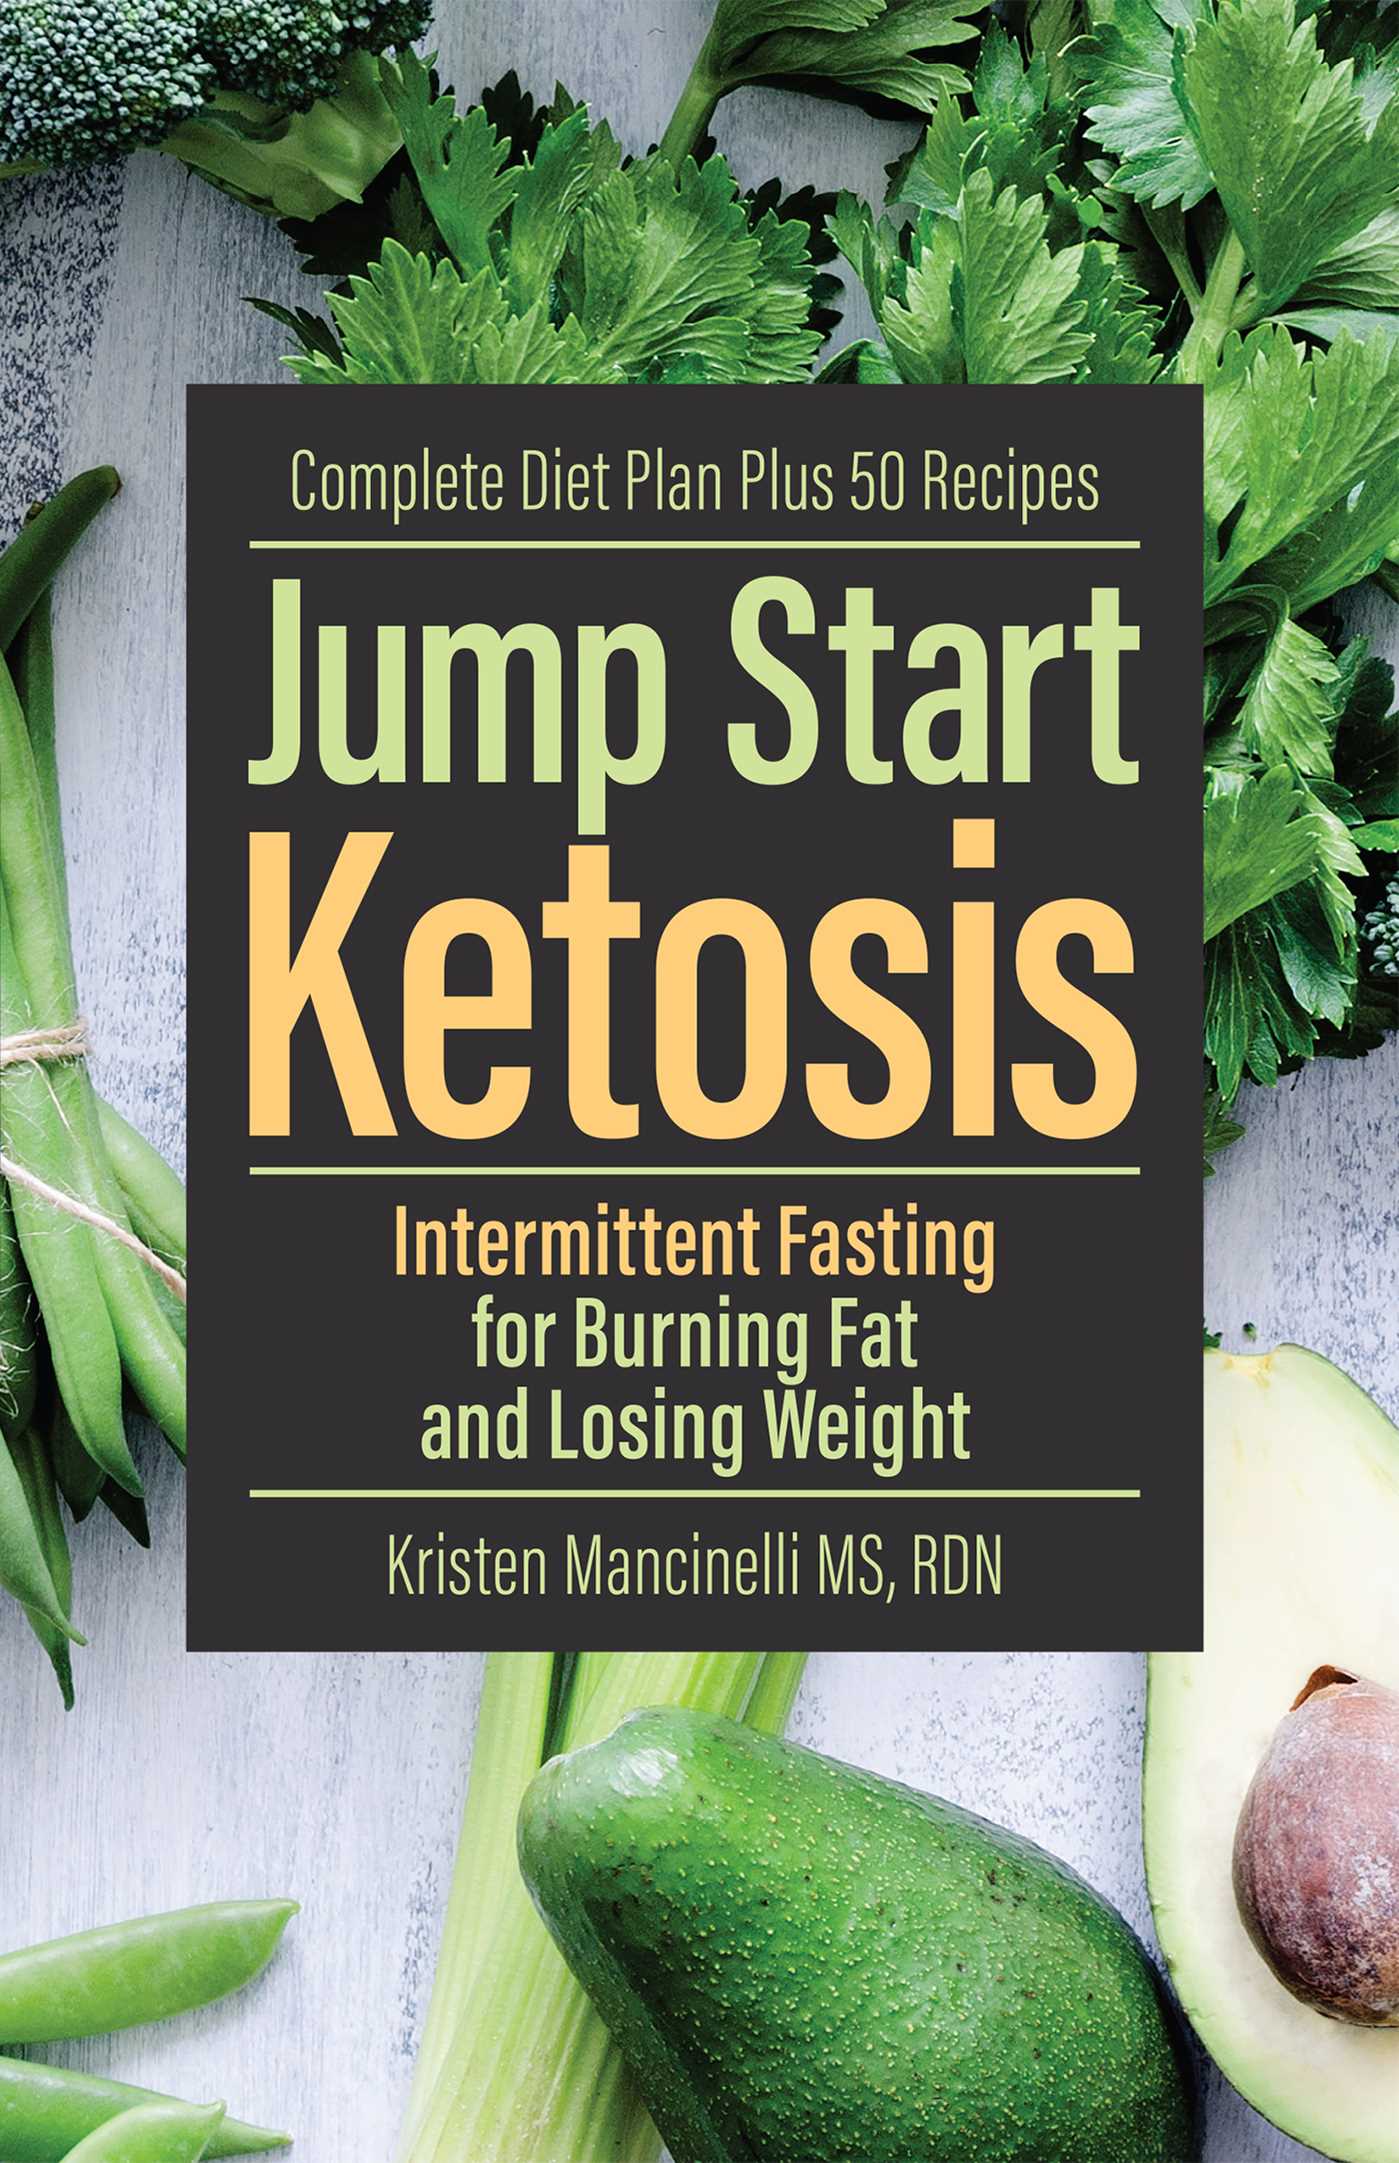 Complete Diet Plan Plus 50 Recipes
Jump Start
Ketosis
Intermittent Fasting
for Burning Fat
and Losing Weight
Kristen Mancinelli MS, RDN